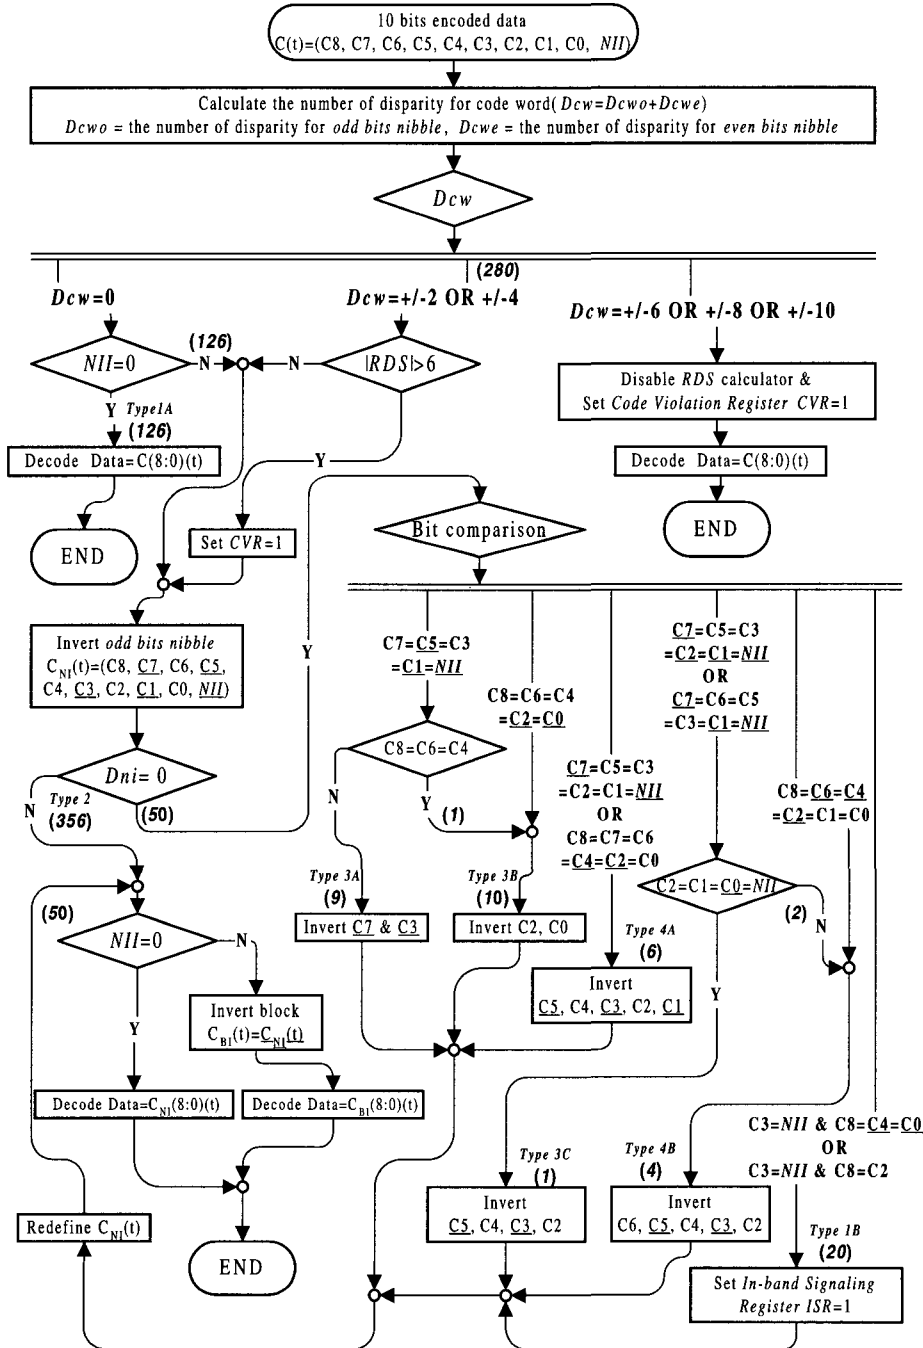 10 bits encoded data
C(t)=(C8, C7, C6, C5, C4, C3, C2, C1, C0, NII)
Calculate the number of disparity for code word(Dcw=Dcwo+Dcwe)
Dcwo = the number of disparity for odd bits nibble, Dcwe = the number of disparity for even bits nibble
Dcw
(280)
Dcw=0
Dcw=+/-2 OR +/-4
Dcw=+/-6 OR +/-8 OR +/-10
NII=0
(126)
N
N
|RDS|>6
Disable RDS calculator &
Set Code Violation Register CVR=1
Y
Type1A
(126)
Decode Data=C(8:0)(t)
Y
Decode Data=C(8:0)(t)
END
Set CVR=1
Bit comparison
END
Invert odd bits nibble
C_NI(t)=(C8, C7, C6, C5,
C4, C3, C2, C1, C0, NII)
Y
C7=C5=C3
=C1=NII
C8=C6=C4
=C2=C0
C7=C5=C3
=C2=C1=NII
OR
C7=C6=C5
=C3=C1=NII
Dni= 0
C8=C6=C4
N
Type 2
(356)
(50)
N
Y
(1)
C7=C5=C3
=C2=C1=NII
OR
C8=C7=C6
=C4=C2=C0
C8=C6=C4
=C2=C1=C0
(50)
NII=0
N
Type 3A
(9)
Invert C7 & C3
Type 3B
(10)
Invert C2, C0
C2=C1=C0=NII
(2)
N
Type 4A
(6)
Invert
C5, C4, C3, C2, C1
Y
Y
Invert block
C_BI(t)=C_NI(t)
Decode Data=C_NI(8:0)(t)
Decode Data=C_BI(8:0)(t)
C3=NII & C8=C4=C0
OR
C3=NII & C8=C2
Type 3C
(1)
Invert
C5, C4, C3, C2
Type 4B
(4)
Invert
C6, C5, C4, C3, C2
Redefine C_NI(t)
END
Type 1B
(20)
Set In-band Signaling
Register ISR=1